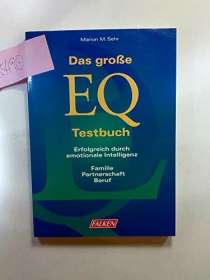 Marion M. Sehr
Das große
EQ
Testbuch
Erfolgreich durch
emotionale Intelligenz
Familie
Partnerschaft
Beruf
FALKEN